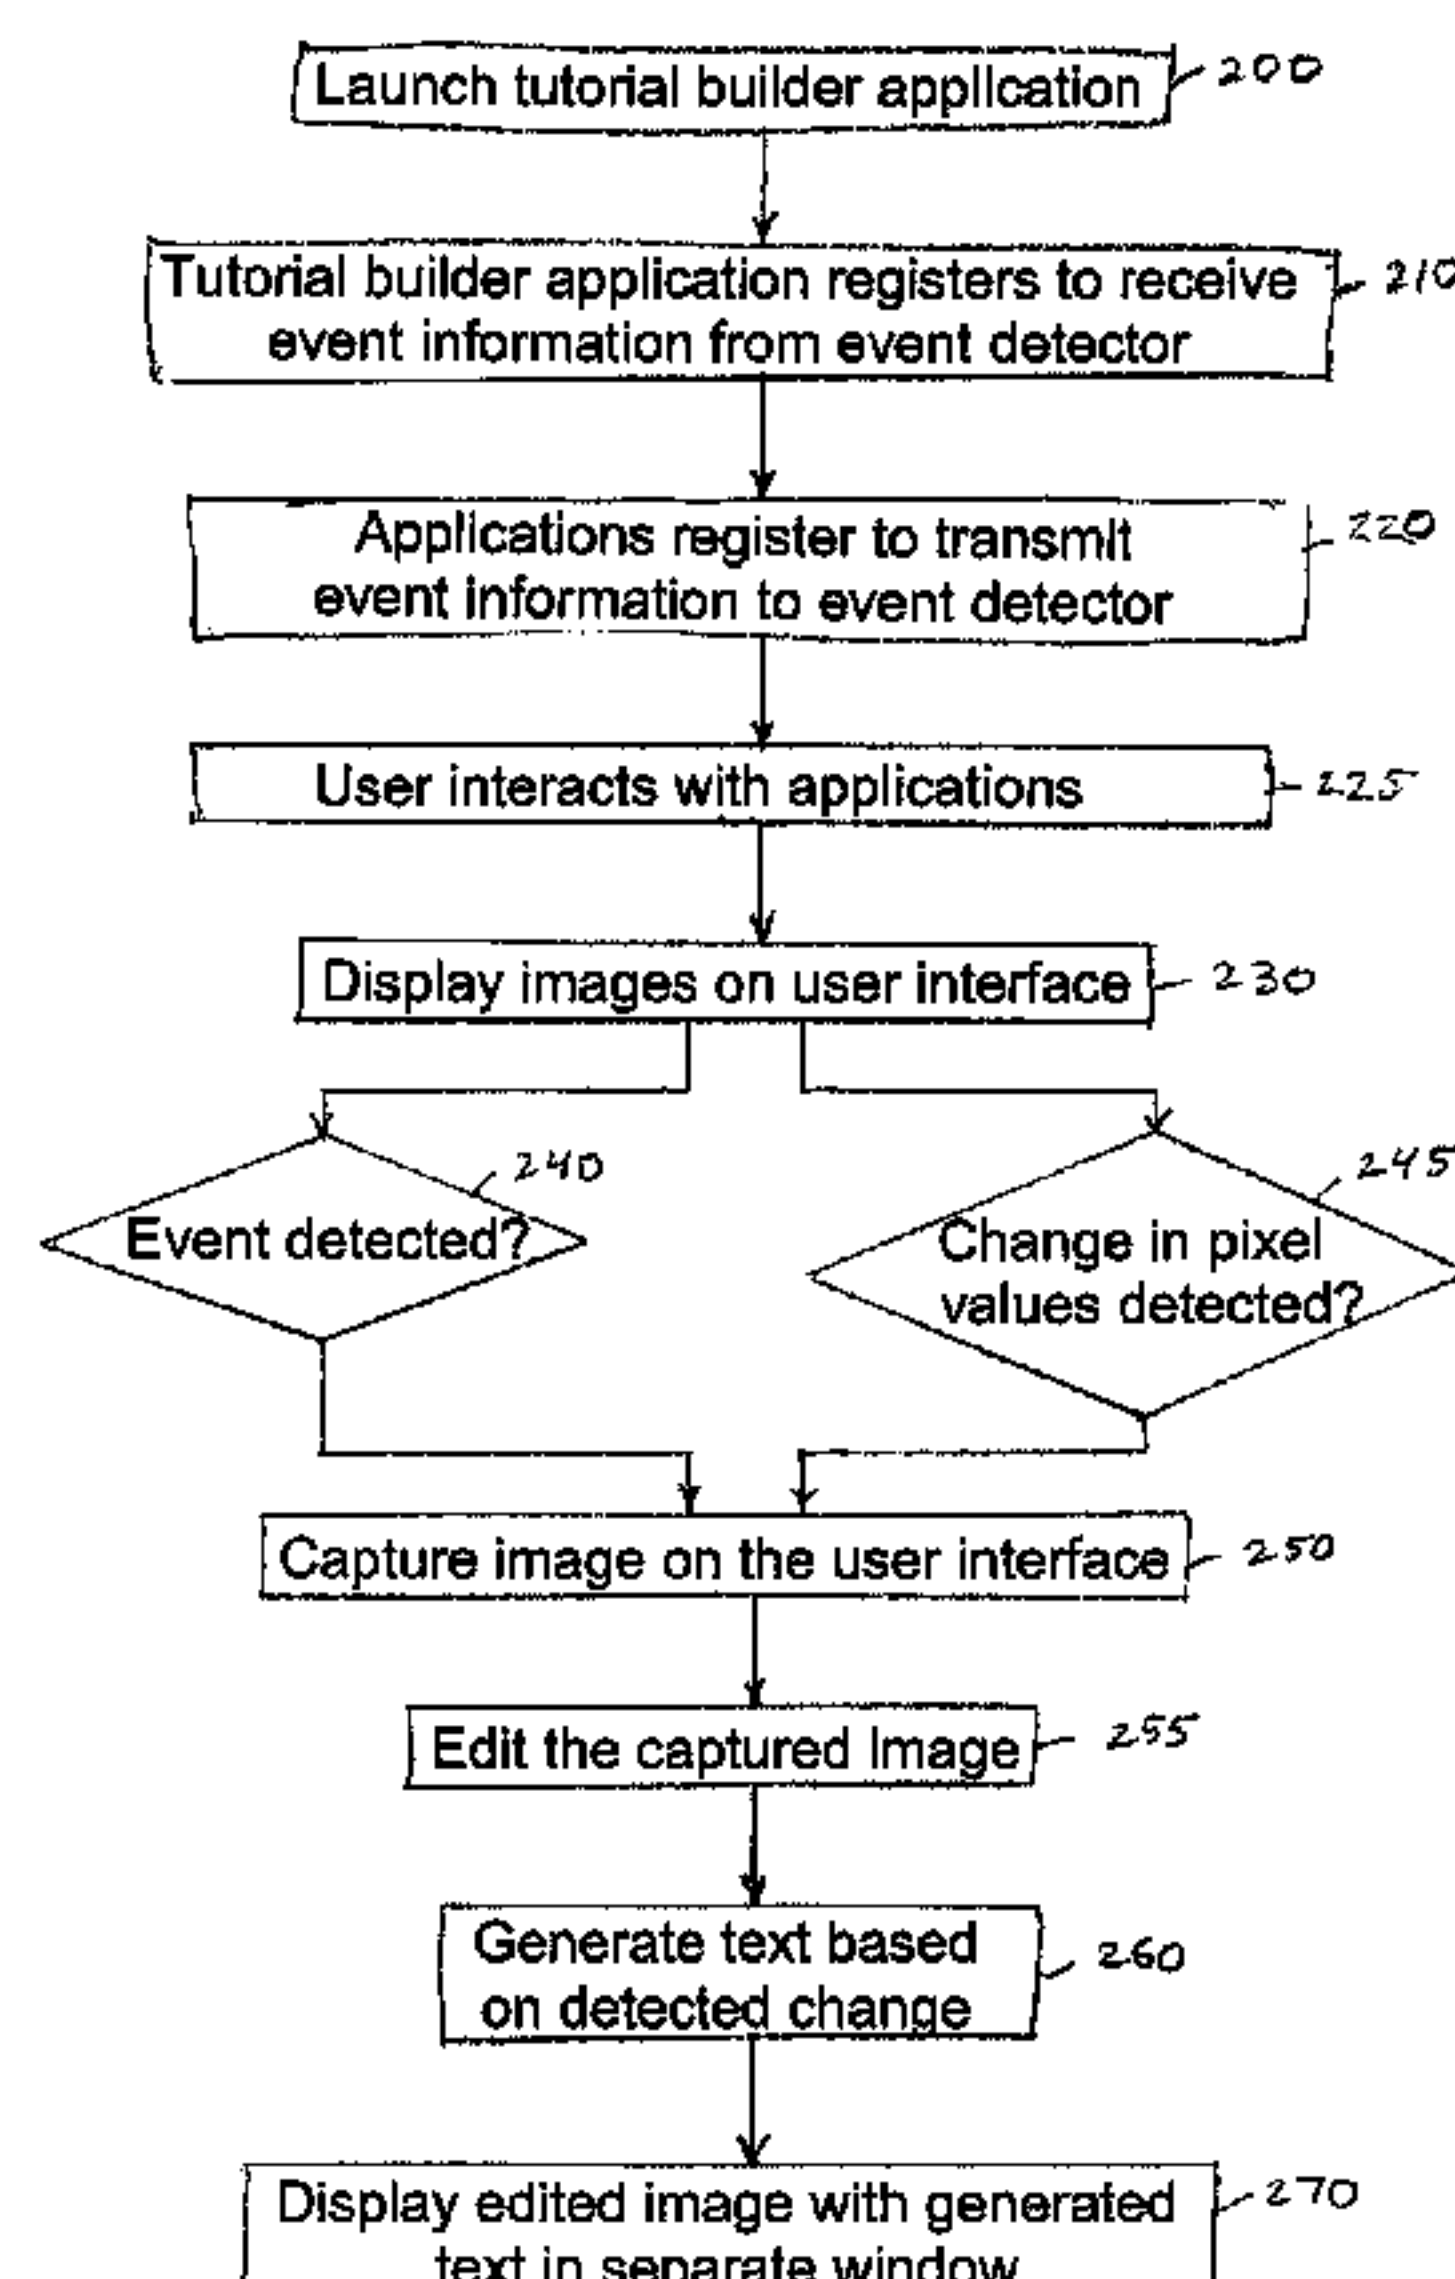 Launch tutorial builder application
200
Tutorial builder application registers to receive
event information from event detector
210
Applications register to transmit
event information to event detector
220
User interacts with applications
225
Display images on user interface
230
Event detected?
240
Change in pixel
values detected?
245
Capture image on the user interface
250
Edit the captured image
255
Generate text based
on detected change
260
Display edited image with generated
text in separate window
270